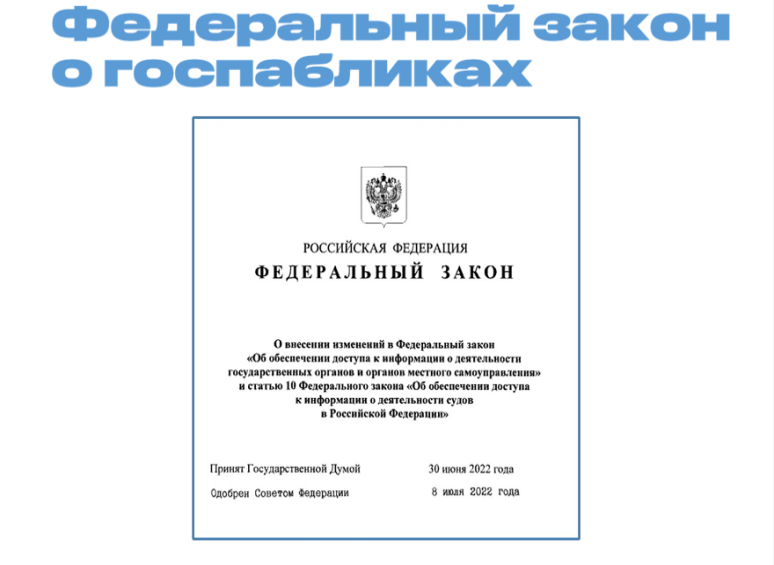 Федеральный закон
о госпабликах
РОССИЙСКАЯ ФЕДЕРАЦИЯ
ФЕДЕРАЛЬНЫЙ ЗАКОН
О внесении изменений в Федеральный закон
«Об обеспечении доступа к информации о деятельности
государственных органов и органов местного самоуправления»
и статью 10 Федерального закона «Об обеспечении доступа
к информации о деятельности судов
в Российской Федерации»
Принят Государственной Думой 30 июня 2022 года
Одобрен Советом Федерации 8 июля 2022 года